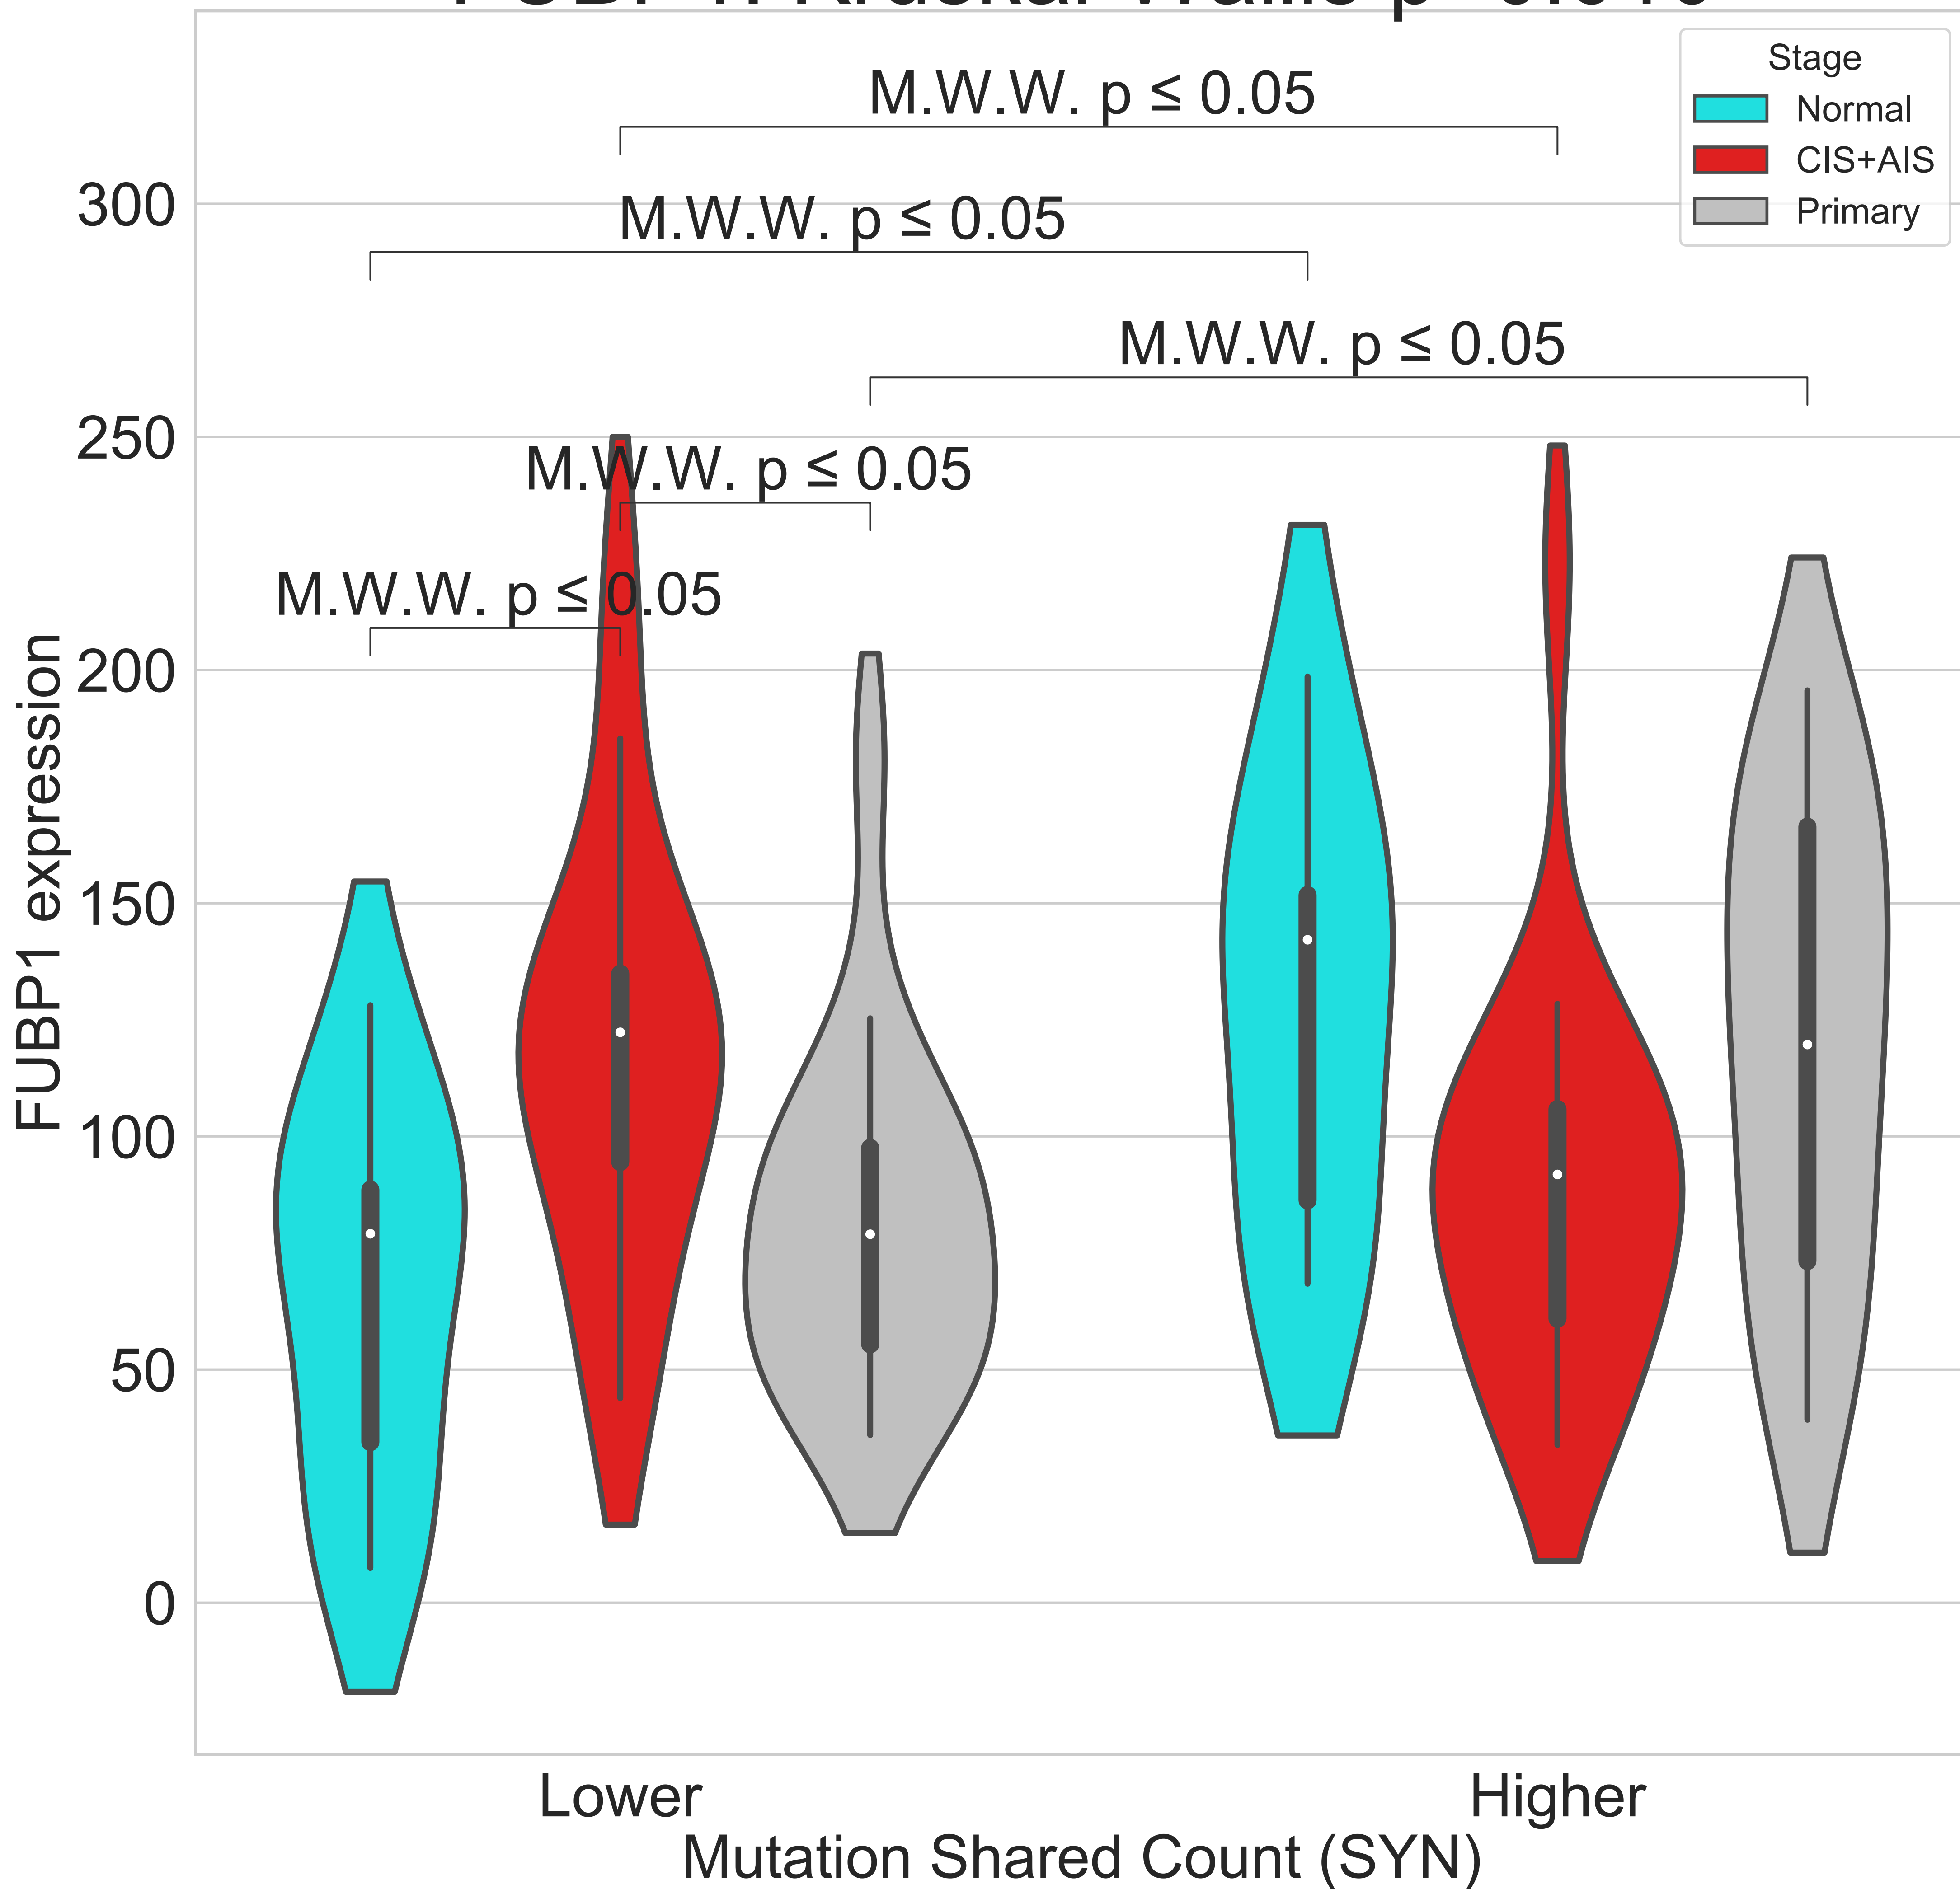 Stage
Normal
CIS+AIS
Primary
M.W.W. p ≤ 0.05
M.W.W. p ≤ 0.05
M.W.W. p ≤ 0.05
M.W.W. p ≤ 0.05
M.W.W. p ≤ 0.05
FUBP1 expression
300
250
200
150
100
50
0
Lower
Higher
Mutation Shared Count (SYN)